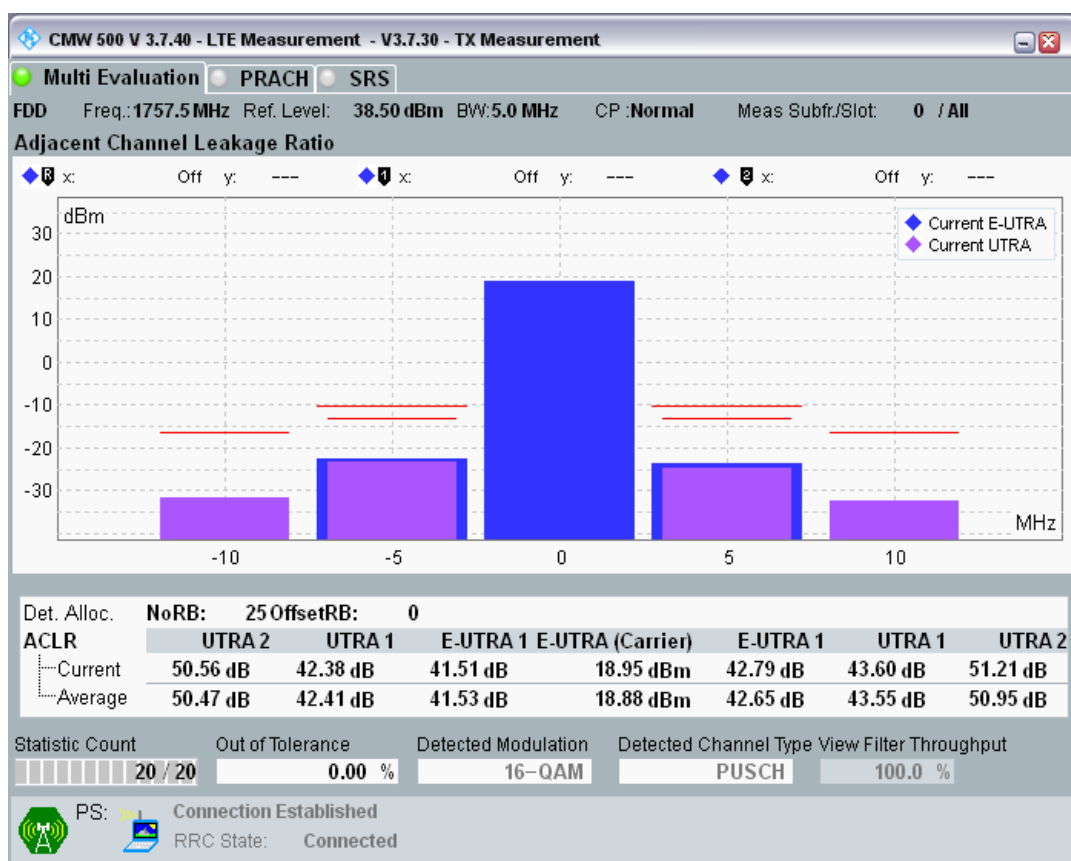 CMW 500 V 3.7.40 - LTE Measurement - V3.7.30 - TX Measurement
Multi Evaluation PRACH SRS
FDD Freq.: 1757.5 MHz Ref. Level: 38.50 dBm BW: 5.0 MHz CP : Normal Meas Subfr./Slot: 0 / All
Adjacent Channel Leakage Ratio
R x: Off y: --- 1 x: Off y: --- 2 x: Off y: ---
dBm
Current E-UTRA
Current UTRA
30
20
10
0
-10
-20
-30
MHz
-10 -5 0 5 10
Det. Alloc. NoRB: 25 OffsetRB: 0
ACLR UTRA 2 UTRA 1 E-UTRA 1 E-UTRA (Carrier) E-UTRA 1 UTRA 1 UTRA 2
Current 50.56 dB 42.38 dB 41.51 dB 18.95 dBm 42.79 dB 43.60 dB 51.21 dB
Average 50.47 dB 42.41 dB 41.53 dB 18.88 dBm 42.65 dB 43.55 dB 50.95 dB
Statistic Count Out of Tolerance Detected Modulation Detected Channel Type View Filter Throughput
20 / 20 0.00 % 16-QAM PUSCH 100.0 %
PS: Connection Established
RRC State: Connected